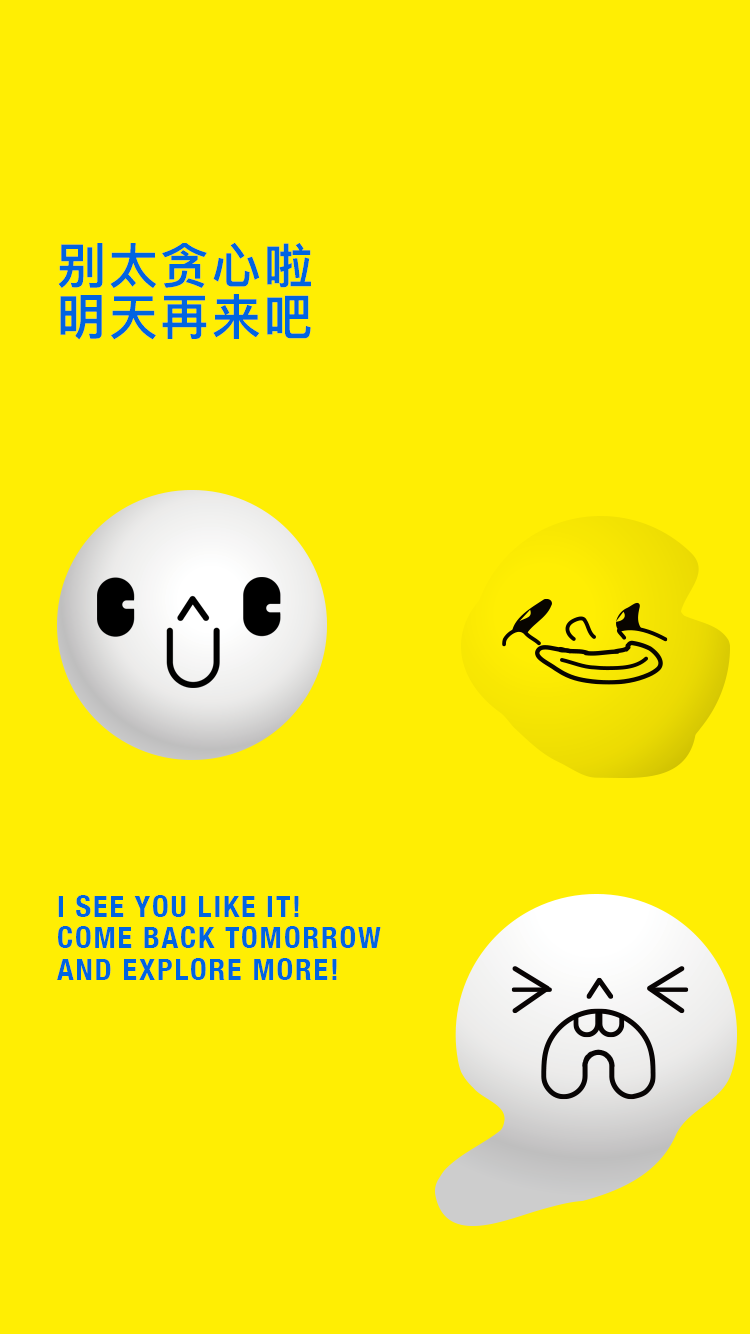 别太贪心啦
明天再来吧
I SEE YOU LIKE IT!
COME BACK TOMORROW
AND EXPLORE MORE!